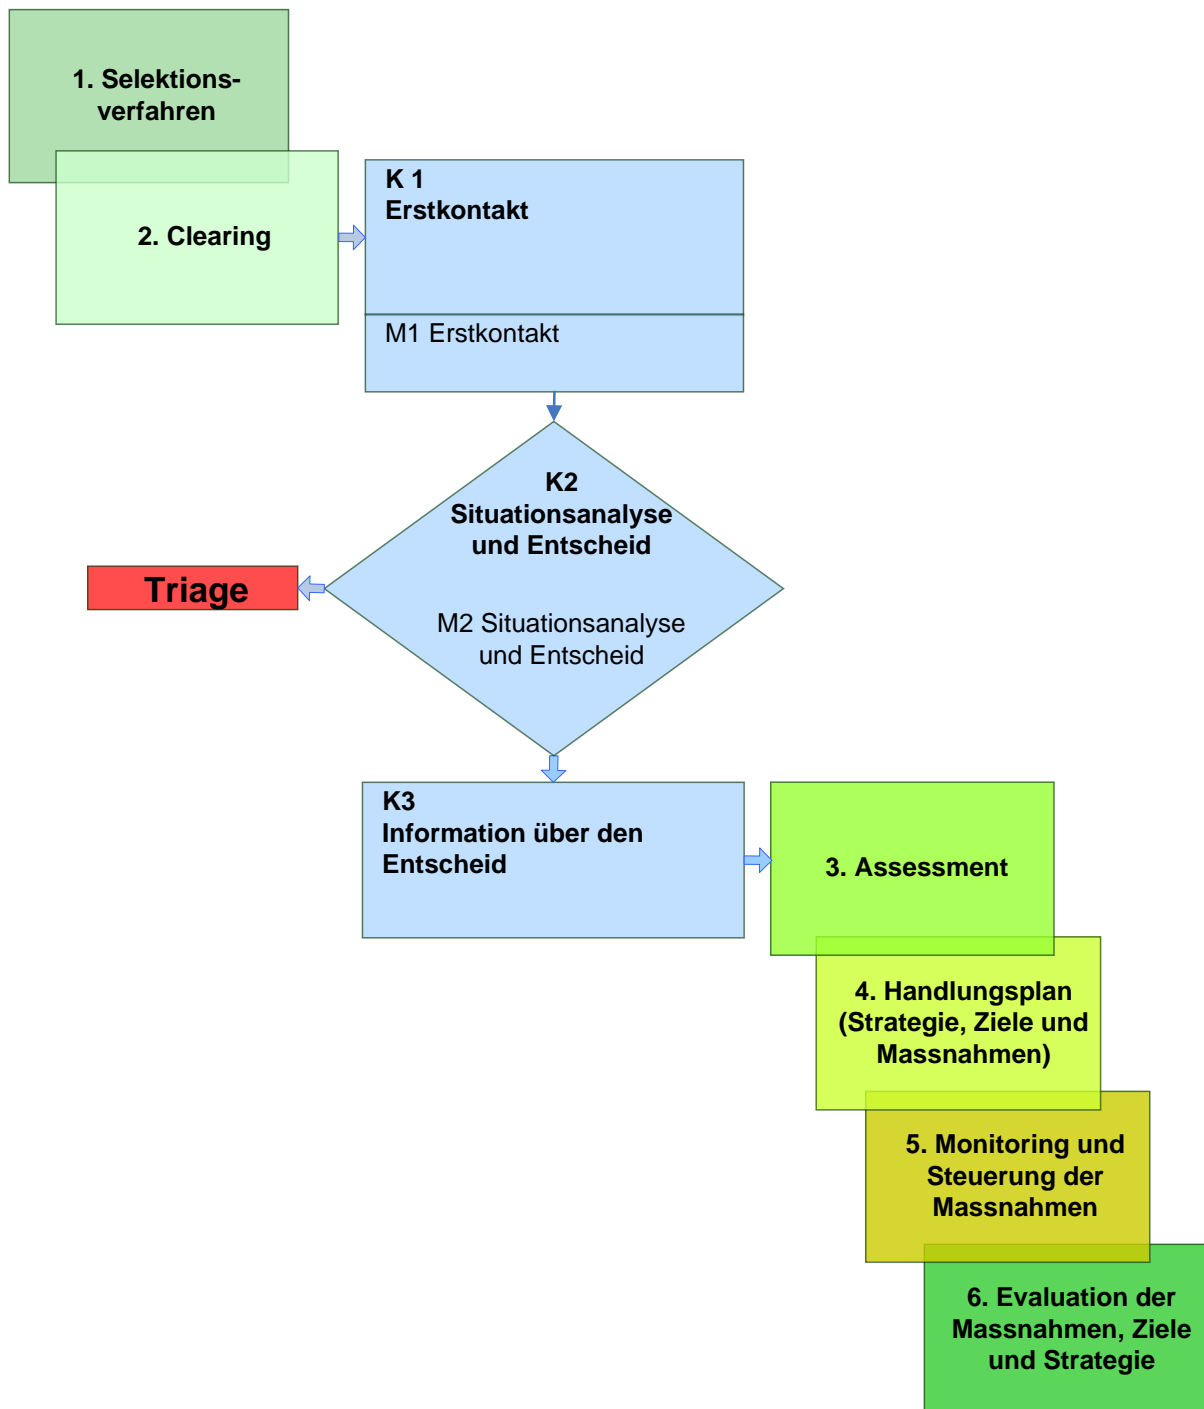 1. Selektions-
verfahren
2. Clearing
K 1
Erstkontakt
M1 Erstkontakt
K2
Situationsanalyse
und Entscheid
M2 Situationsanalyse
und Entscheid
Triage
K3
Information über den
Entscheid
3. Assessment
4. Handlungsplan
(Strategie, Ziele und
Massnahmen)
5. Monitoring und
Steuerung der
Massnahmen
6. Evaluation der
Massnahmen, Ziele
und Strategie